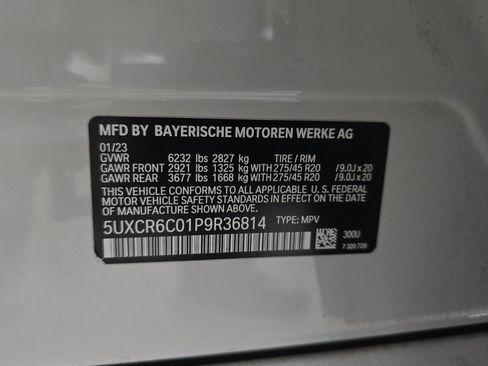 MFD BY BAYERISCHE MOTOREN WERKE AG
01/23
GVWR 6232 lbs 2827 kg TIRE / RIM
GAWR FRONT 2921 lbs 1325 kg WITH 275/45 R20 / 9.0J x 20
GAWR REAR 3677 lbs 1668 kg WITH 275/45 R20 / 9.0J x 20
THIS VEHICLE CONFORMS TO ALL APPLICABLE U. S. FEDERAL
MOTOR VEHICLE SAFETY STANDARDS IN EFFECT ON THE DATE
OF MANUFACTURE SHOWN ABOVE.
5UXCR6C01P9R36814 TYPE: MPV
300U
7 320 729